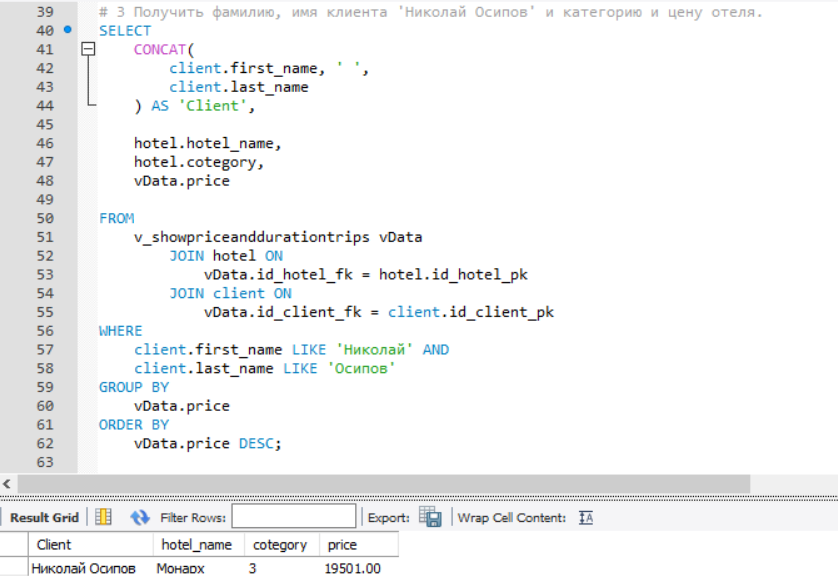 39 # 3 Получить фамилию, имя клиента 'Николай Осипов' и категорию и цену отеля.
40 SELECT
41 CONCAT(
42 client.first_name, ' ',
43 client.last_name
44 ) AS 'Client',
45
46 hotel.hotel_name,
47 hotel.cotegory,
48 vData.price
49
50 FROM
51 v_showpriceanddurationtrips vData
52 JOIN hotel ON
53 vData.id_hotel_fk = hotel.id_hotel_pk
54 JOIN client ON
55 vData.id_client_fk = client.id_client_pk
56 WHERE
57 client.first_name LIKE 'Николай' AND
58 client.last_name LIKE 'Осипов'
59 GROUP BY
60 vData.price
61 ORDER BY
62 vData.price DESC;
63
Result Grid Filter Rows: Export: Wrap Cell Content:
Client hotel_name cotegory price
Николай Осипов Монарх 3 19501.00